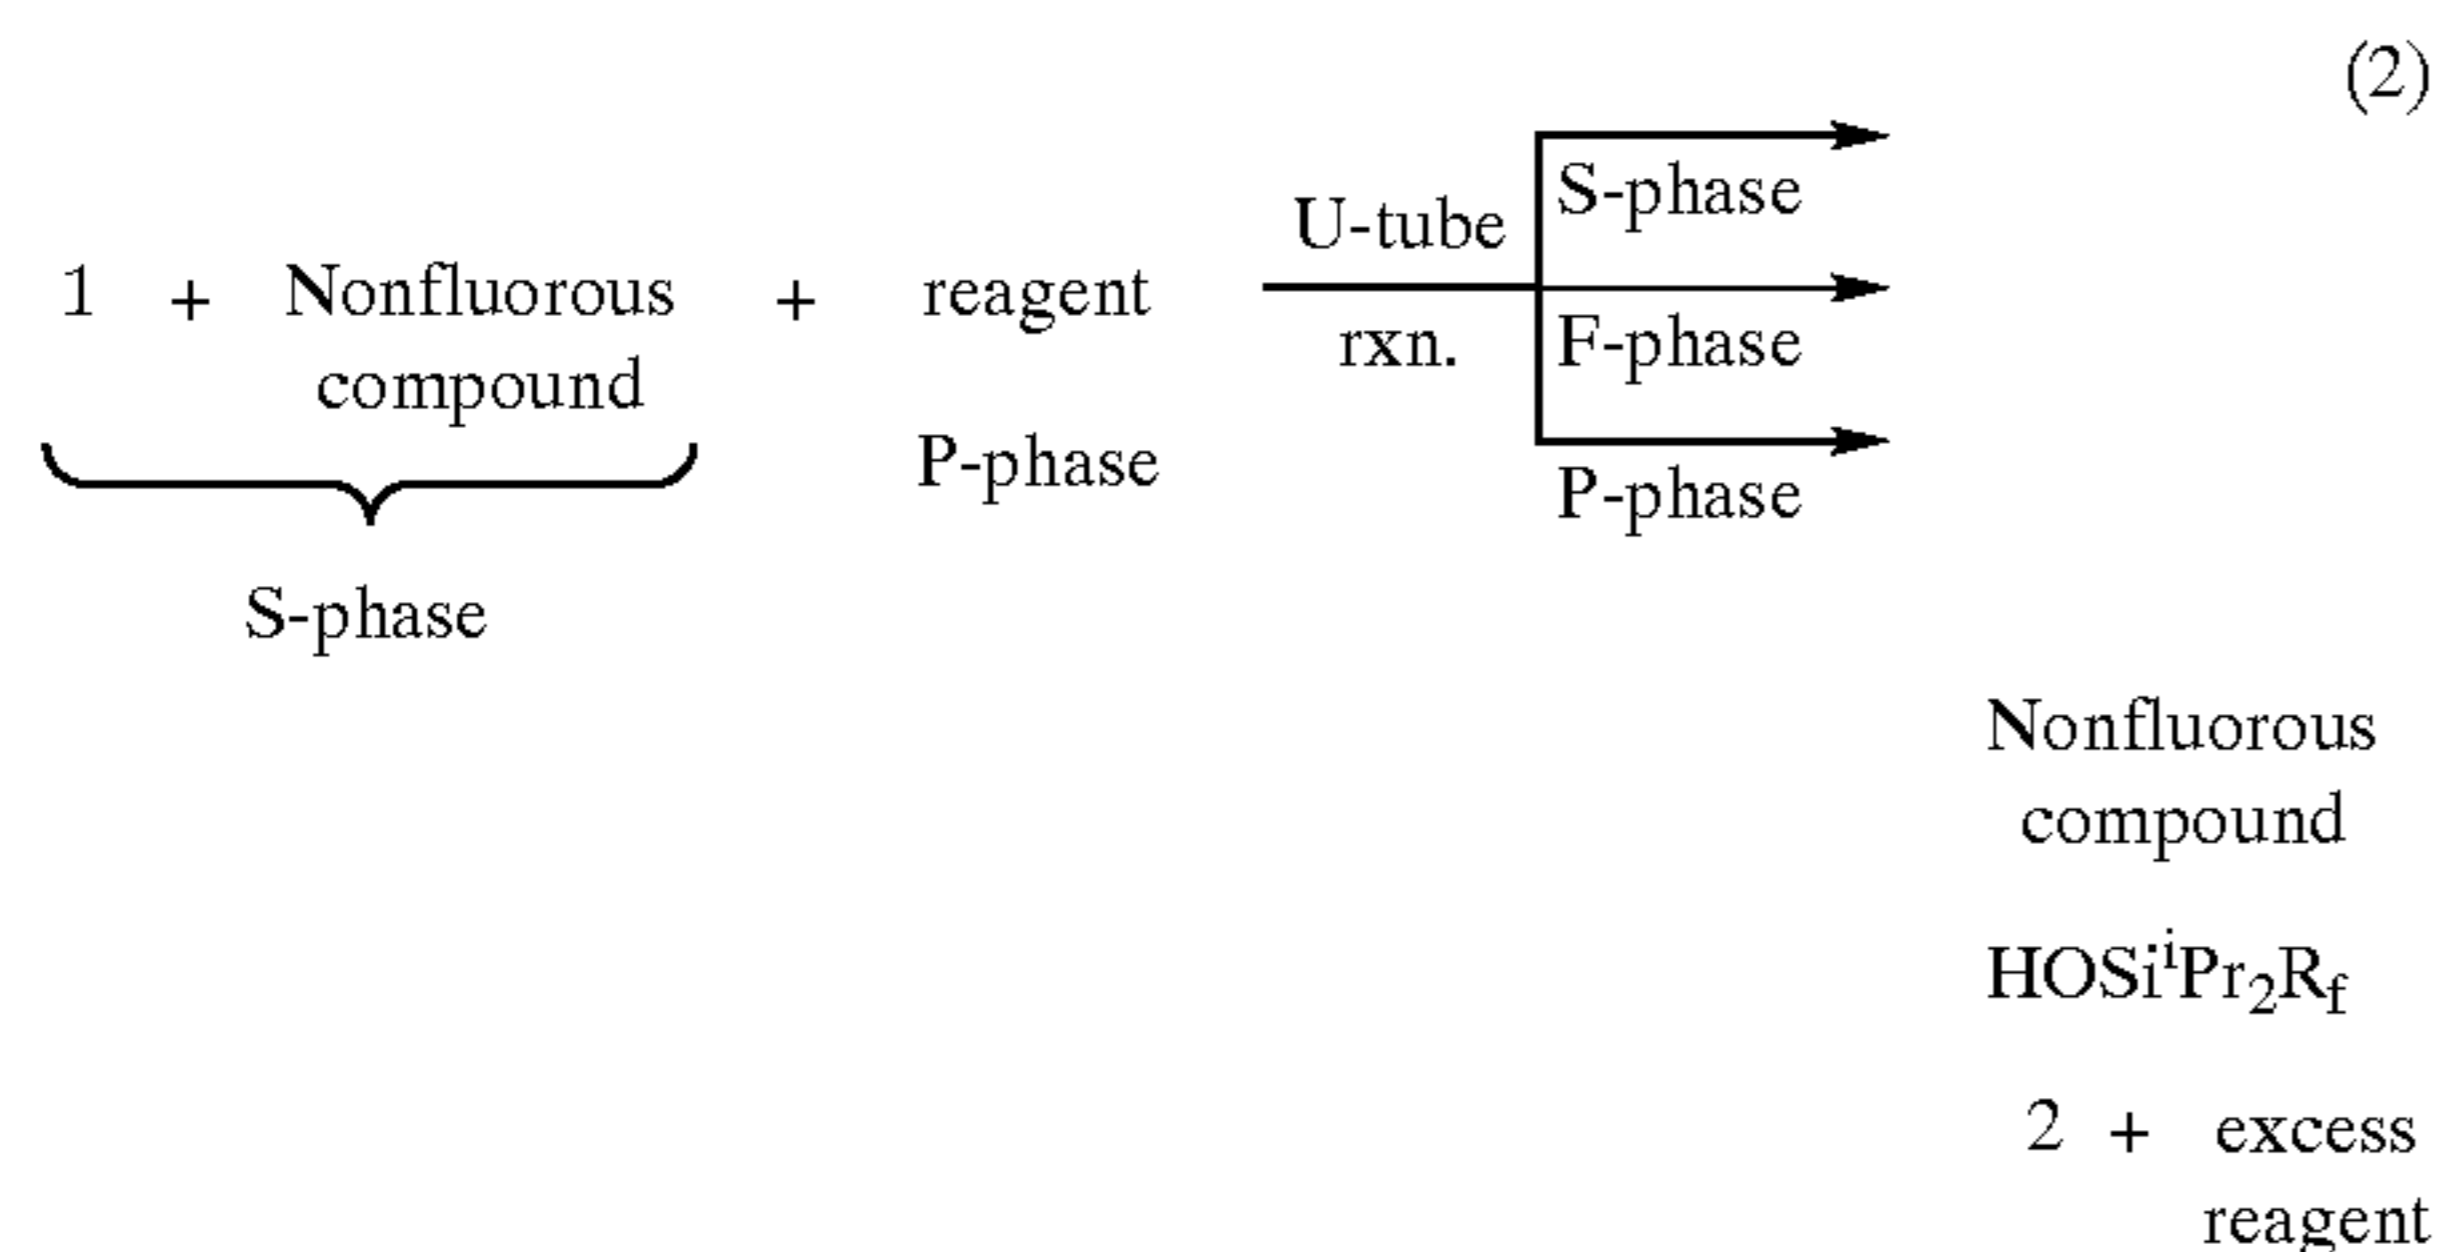 (2)
S-phase
U-tube
1 + Nonfluorous + reagent
rxn.
F-phase
compound
P-phase
P-phase
S-phase
Nonfluorous
compound
HOSiⁱPr₂R_f
2 + excess
reagent